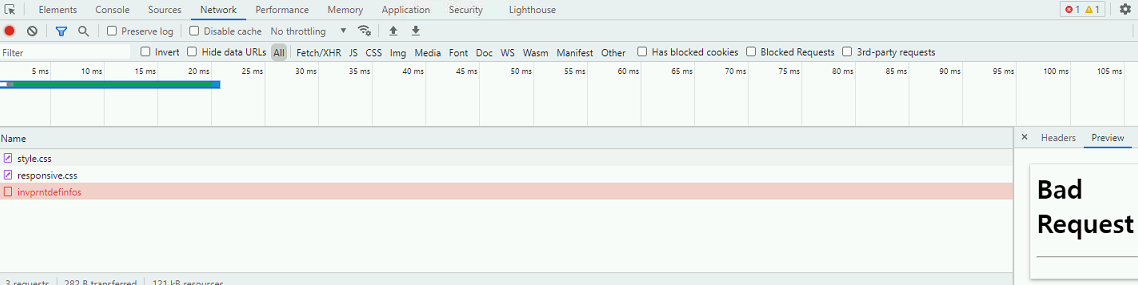 Elements Console Sources Network Performance Memory Application Security Lighthouse 1 1
Preserve log Disable cache No throttling
Filter Invert Hide data URLs All Fetch/XHR JS CSS Img Media Font Doc WS Wasm Manifest Other Has blocked cookies Blocked Requests 3rd-party requests
5 ms 10 ms 15 ms 20 ms 25 ms 30 ms 35 ms 40 ms 45 ms 50 ms 55 ms 60 ms 65 ms 70 ms 75 ms 80 ms 85 ms 90 ms 95 ms 100 ms 105 ms
Name
style.css
responsive.css
invprntdefinfos
3 requests 282 B transferred 121 kB resources
× Headers Preview
Bad
Request